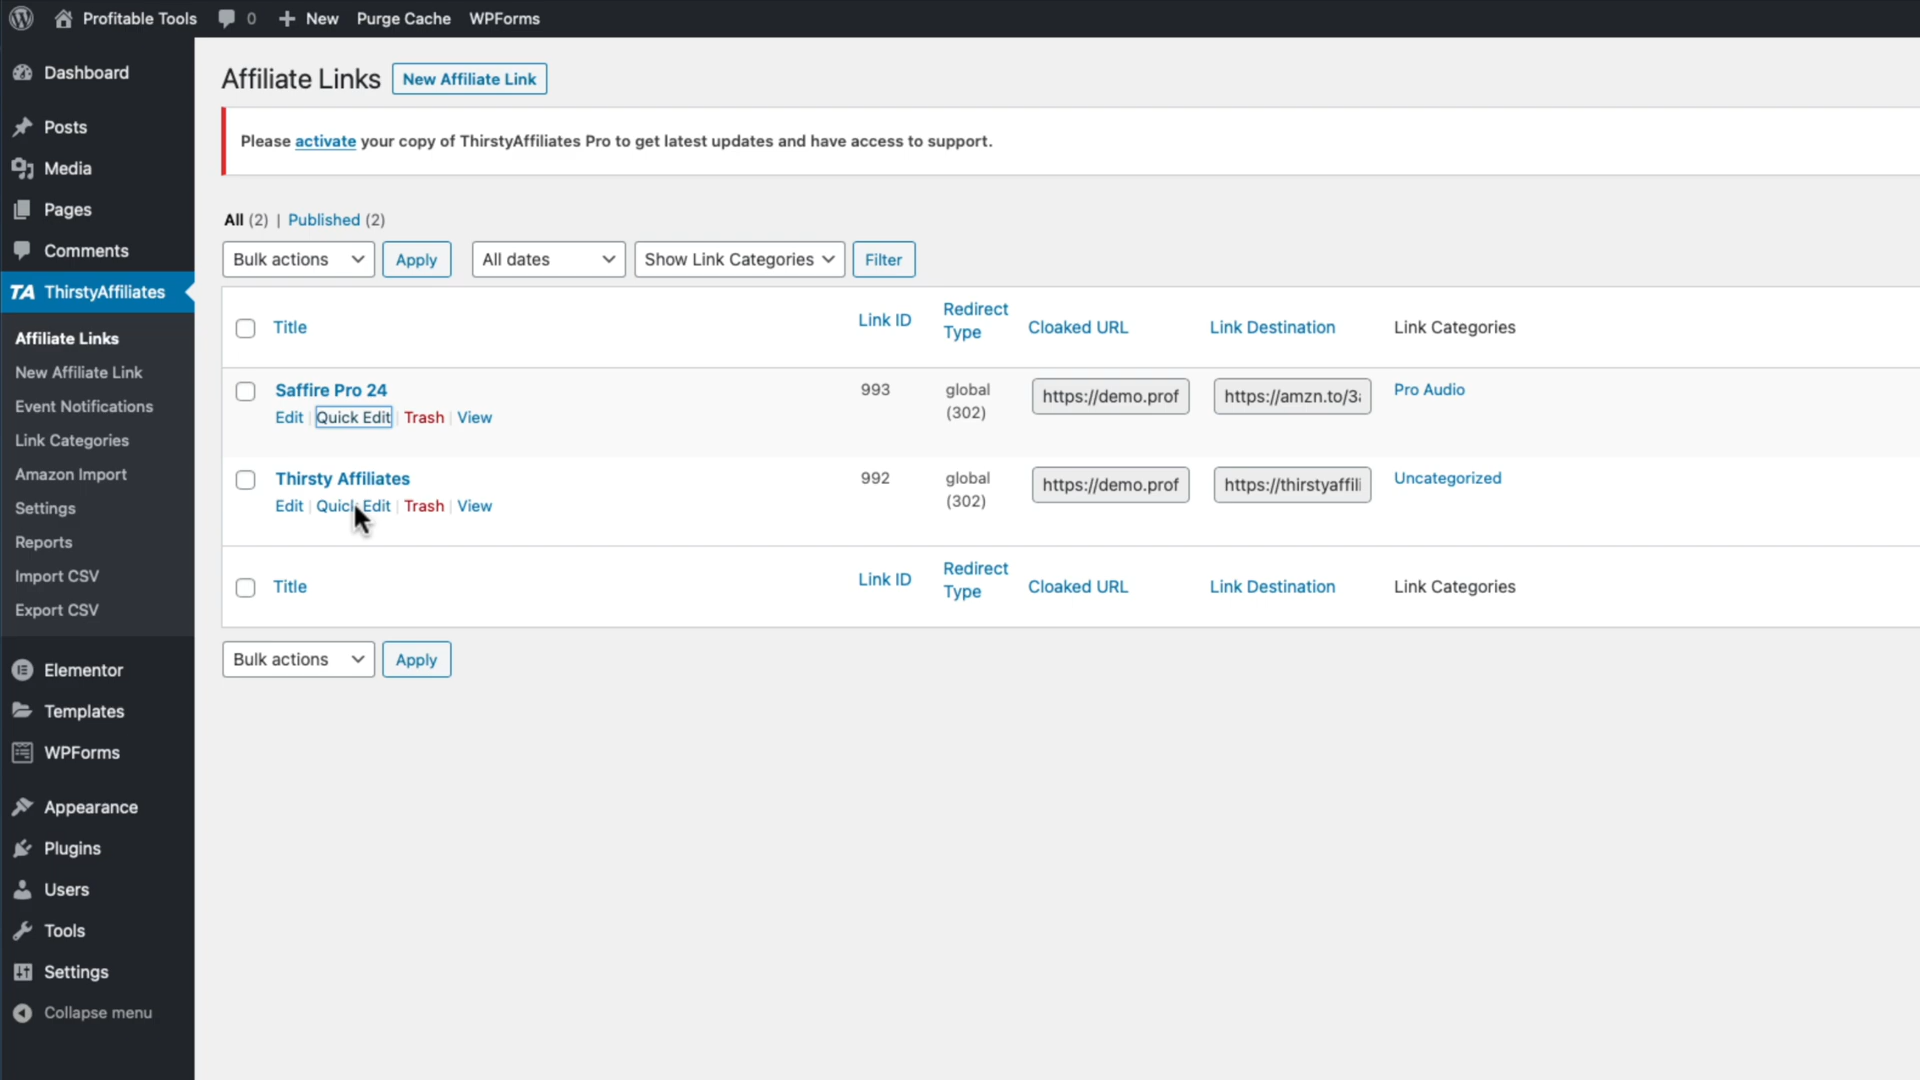 Profitable Tools 0 New Purge Cache WPForms
Dashboard
Posts
Media
Pages
Comments
TA ThirstyAffiliates
Affiliate Links
New Affiliate Link
Event Notifications
Link Categories
Amazon Import
Settings
Reports
Import CSV
Export CSV
Elementor
Templates
WPForms
Appearance
Plugins
Users
Tools
Settings
Collapse menu
Affiliate Links New Affiliate Link
Please activate your copy of ThirstyAffiliates Pro to get latest updates and have access to support.
All (2) | Published (2)
Bulk actions Apply All dates Show Link Categories Filter
Title Link ID Redirect Type Cloaked URL Link Destination Link Categories
Saffire Pro 24 993 global (302) https://demo.prof https://amzn.to/3 Pro Audio
Edit | Quick Edit | Trash | View
Thirsty Affiliates 992 global (302) https://demo.prof https://thirstyaffili Uncategorized
Edit | Quick Edit | Trash | View
Title Link ID Redirect Type Cloaked URL Link Destination Link Categories
Bulk actions Apply